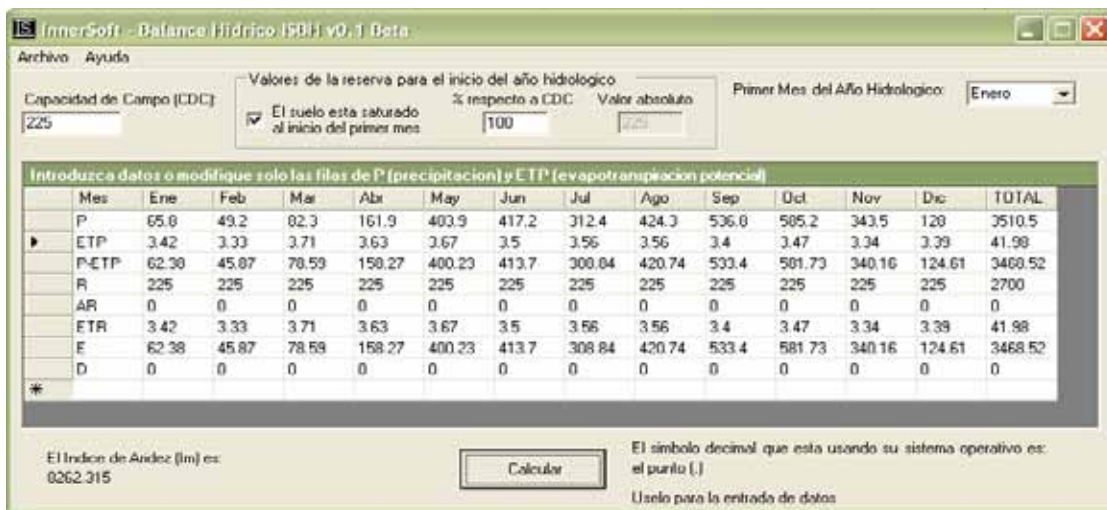 IS InnerSoft - Balance Hidrico ISBH v0.1 Beta
Archivo Ayuda
Capacidad de Campo (CDC):
225
Valores de la reserva para el inicio del año hidrologico
El suelo esta saturado al inicio del primer mes
% respecto a CDC
100
Valor absoluto
225
Primer Mes del Año Hidrologico:
Enero
Introduzca datos o modifique solo las filas de P (precipitacion) y ETP (evapotranspiracion potencial)
Mes Ene Feb Mar Abr May Jun Jul Ago Sep Oct Nov Dic TOTAL
P 65.8 49.2 82.3 161.9 403.9 417.2 312.4 424.3 536.8 585.2 343.5 128 3510.5
ETP 3.42 3.33 3.71 3.63 3.67 3.5 3.56 3.56 3.4 3.47 3.34 3.39 41.98
P-ETP 62.38 45.87 78.59 158.27 400.23 413.7 308.84 420.74 533.4 581.73 340.16 124.61 3468.52
R 225 225 225 225 225 225 225 225 225 225 225 225 2700
AR 0 0 0 0 0 0 0 0 0 0 0 0 0
ETR 3.42 3.33 3.71 3.63 3.67 3.5 3.56 3.56 3.4 3.47 3.34 3.39 41.98
E 62.38 45.87 78.59 158.27 400.23 413.7 308.84 420.74 533.4 581.73 340.16 124.61 3468.52
D 0 0 0 0 0 0 0 0 0 0 0 0 0
El Indice de Aridez (Im) es:
8262.315
Calcular
El simbolo decimal que esta usando su sistema operativo es:
el punto (.)
Uselo para la entrada de datos